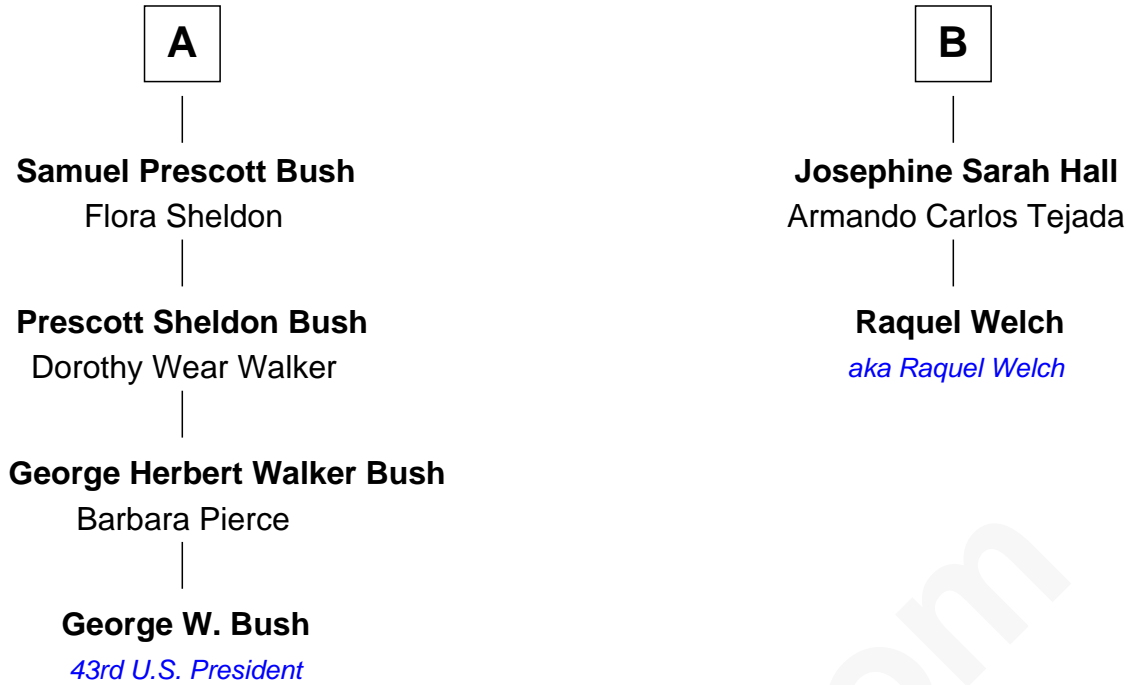 A
Samuel Prescott Bush
Flora Sheldon
Prescott Sheldon Bush
Dorothy Wear Walker
George Herbert Walker Bush
Barbara Pierce
George W. Bush
43rd U.S. President
B
Josephine Sarah Hall
Armando Carlos Tejada
Raquel Welch
aka Raquel Welch
om